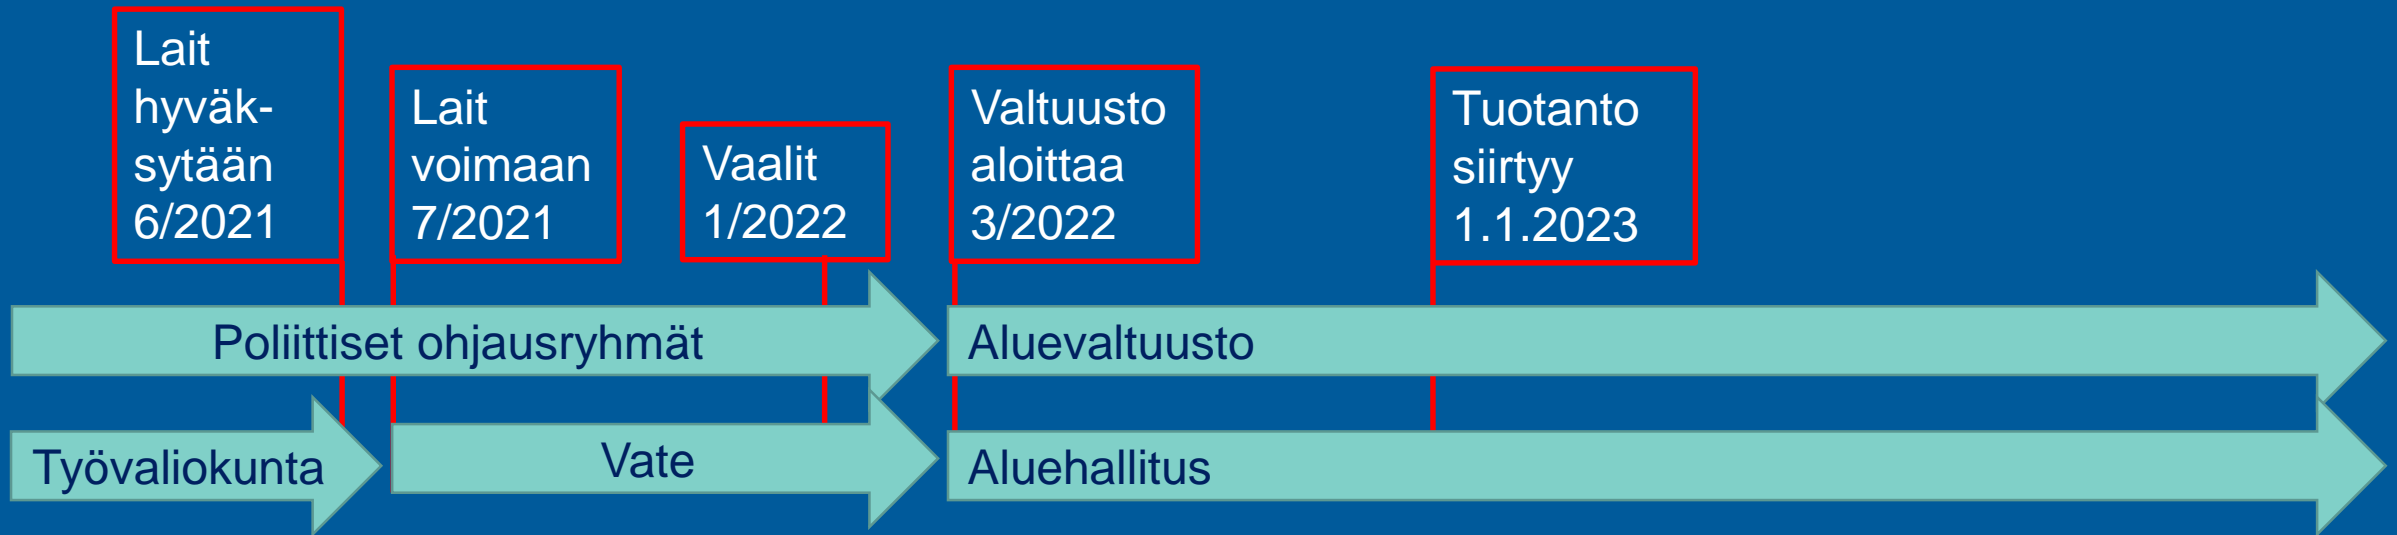 Lait
hyväk-
sytään
6/2021
Lait
voimaan
7/2021
Vaalit
1/2022
Valtuusto
aloittaa
3/2022
Tuotanto
siirtyy
1.1.2023
Poliittiset ohjausryhmät
Aluevaltuusto
Työvaliokunta
Vate
Aluehallitus